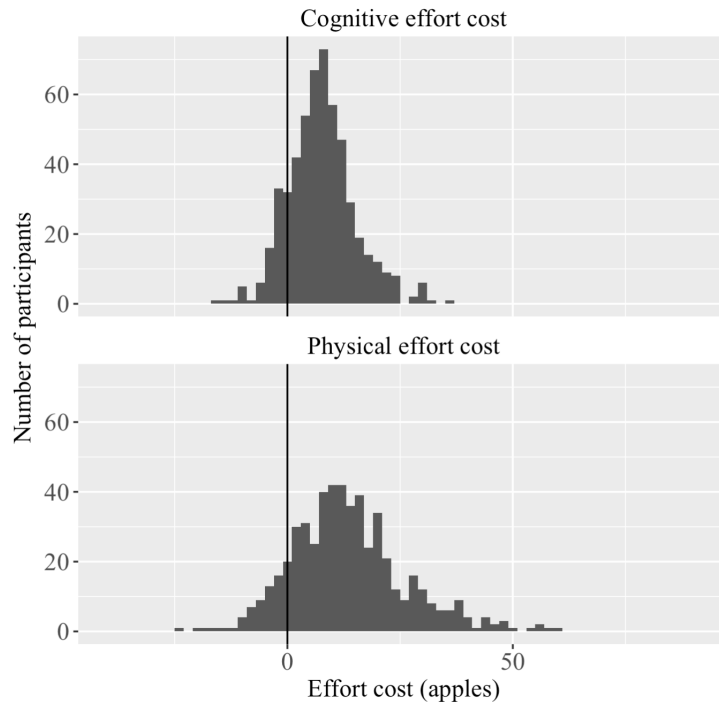 Cognitive effort cost
60
40
20
0
Number of participants
Physical effort cost
60
40
20
0
0 50
Effort cost (apples)